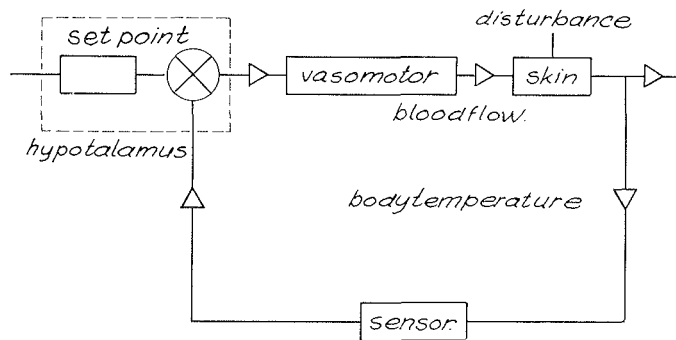 disturbance
set point
vasomotor
skin
bloodflow.
hypotalamus
bodytemperature
sensor.